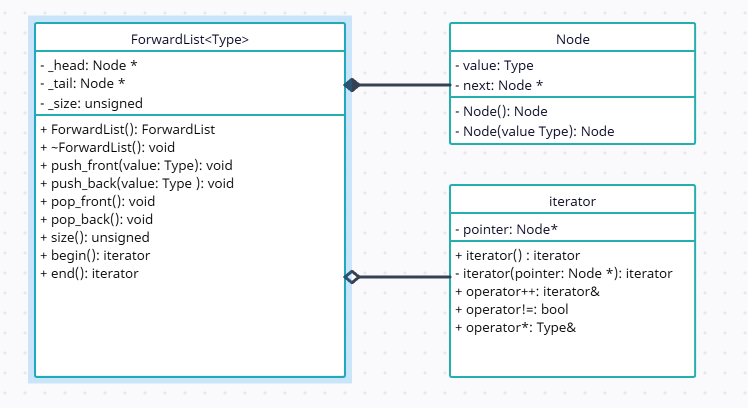 ForwardList<Type>
- _head: Node *
- _tail: Node *
- _size: unsigned
+ ForwardList(): ForwardList
+ ~ForwardList(): void
+ push_front(value: Type): void
+ push_back(value: Type ): void
+ pop_front(): void
+ pop_back(): void
+ size(): unsigned
+ begin(): iterator
+ end(): iterator
Node
- value: Type
- next: Node *
- Node(): Node
- Node(value Type): Node
iterator
- pointer: Node*
+ iterator() : iterator
- iterator(pointer: Node *): iterator
+ operator++: iterator&
+ operator!=: bool
+ operator*: Type&